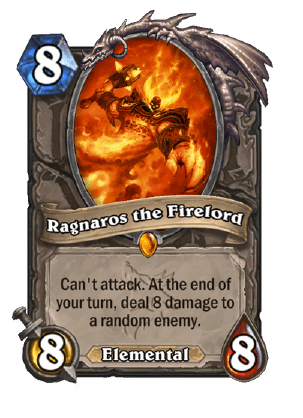 8
Ragnaros the Firelord
Can't attack. At the end
of your turn, deal 8 damage to
a random enemy.
8 Elemental 8